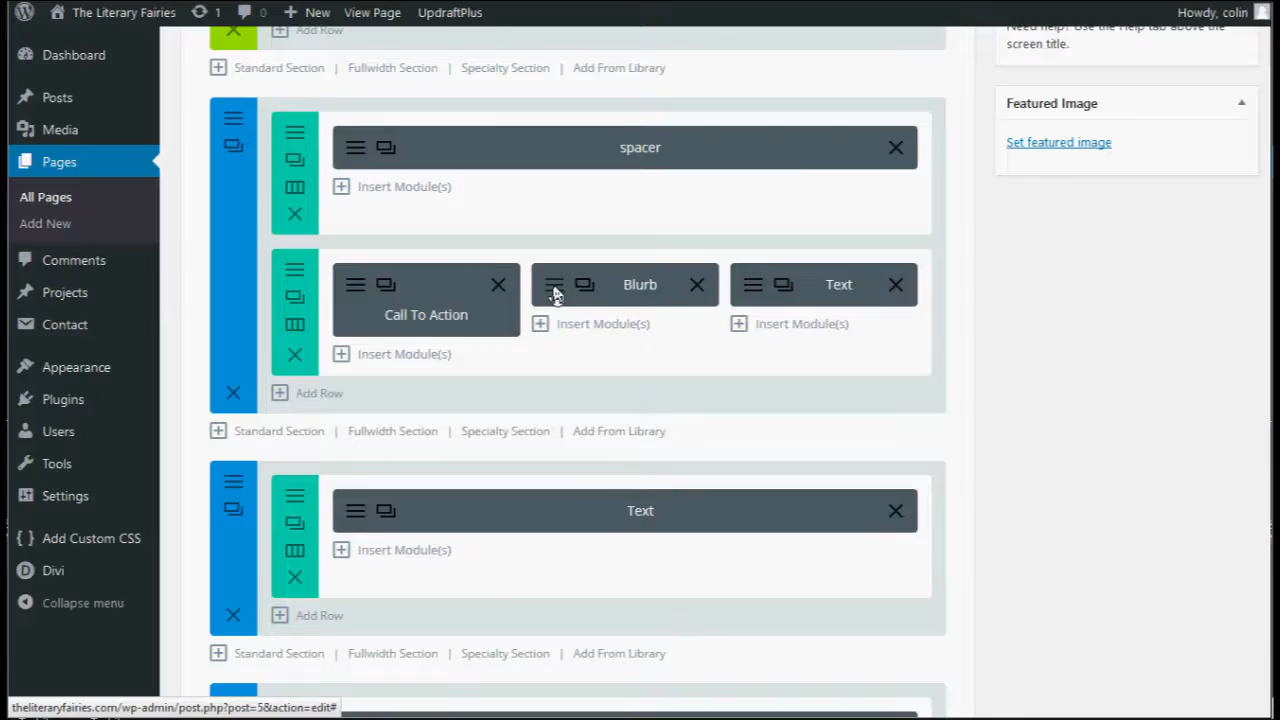 The Literary Fairies 1 0 New View Page UpdraftPlus Howdy, colin
Dashboard
Posts
Media
Pages
All Pages
Add New
Comments
Projects
Contact
Appearance
Plugins
Users
Tools
Settings
Add Custom CSS
Divi
Collapse menu
Add Row
Standard Section | Fullwidth Section | Specialty Section | Add From Library
spacer
Insert Module(s)
Call To Action
Insert Module(s)
Blurb
Insert Module(s)
Text
Insert Module(s)
Add Row
Standard Section | Fullwidth Section | Specialty Section | Add From Library
Text
Insert Module(s)
Add Row
Standard Section | Fullwidth Section | Specialty Section | Add From Library
Need help? Use the Help tab above the
screen title.
Featured Image
Set featured image
theliteraryfairies.com/wp-admin/post.php?post=5&action=edit#